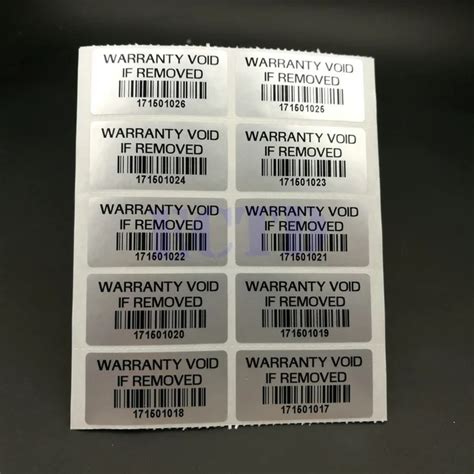 WARRANTY VOID
IF REMOVED
171501026
WARRANTY VOID
IF REMOVED
171501025
WARRANTY VOID
IF REMOVED
171501024
WARRANTY VOID
IF REMOVED
171501023
WARRANTY VOID
IF REMOVED
171501022
WARRANTY VOID
IF REMOVED
171501021
WARRANTY VOID
IF REMOVED
171501020
WARRANTY VOID
IF REMOVED
171501019
WARRANTY VOID
IF REMOVED
171501018
WARRANTY VOID
IF REMOVED
171501017